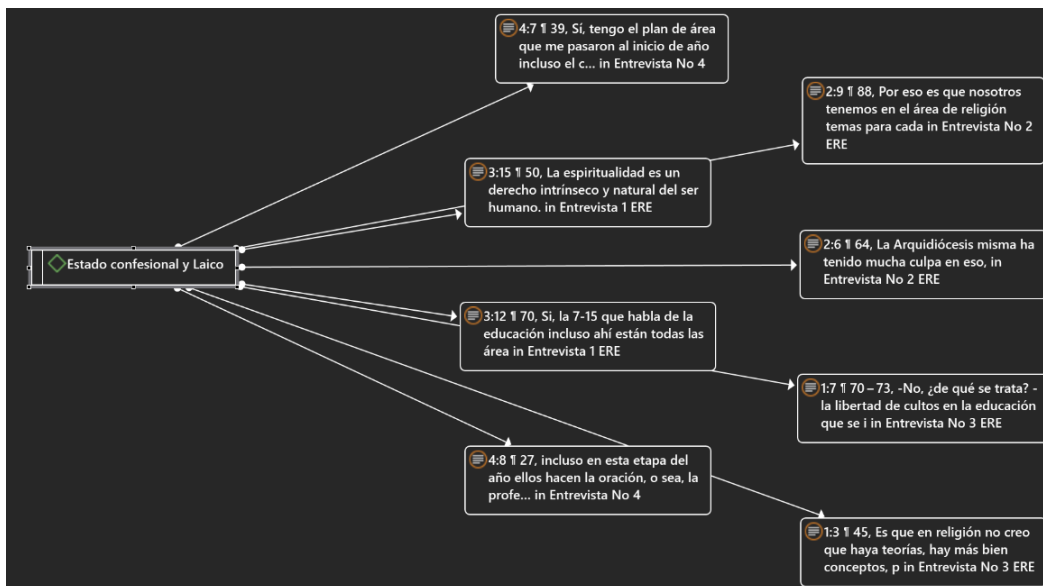 4:7 ¶ 39, Sí, tengo el plan de área
que me pasaron al inicio de año
incluso el c... in Entrevista No 4
2:9 ¶ 88, Por eso es que nosotros
tenemos en el área de religión
temas para cada in Entrevista No 2
ERE
3:15 ¶ 50, La espiritualidad es un
derecho intrínseco y natural del ser
humano. in Entrevista 1 ERE
Estado confesional y Laico
2:6 ¶ 64, La Arquidiócesis misma ha
tenido mucha culpa en eso, in
Entrevista No 2 ERE
3:12 ¶ 70, Si, la 7-15 que habla de la
educación incluso ahí están todas las
área in Entrevista 1 ERE
1:7 ¶ 70 – 73, -No, ¿de qué se trata? -
la libertad de cultos en la educación
que se i in Entrevista No 3 ERE
4:8 ¶ 27, incluso en esta etapa del
año ellos hacen la oración, o sea, la
profe... in Entrevista No 4
1:3 ¶ 45, Es que en religión no creo
que haya teorías, hay más bien
conceptos, p in Entrevista No 3 ERE